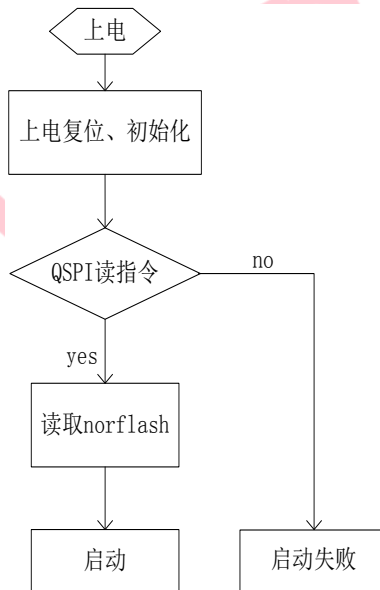 上电
上电复位、初始化
QSPI读指令
no
yes
读取norflash
启动
启动失败